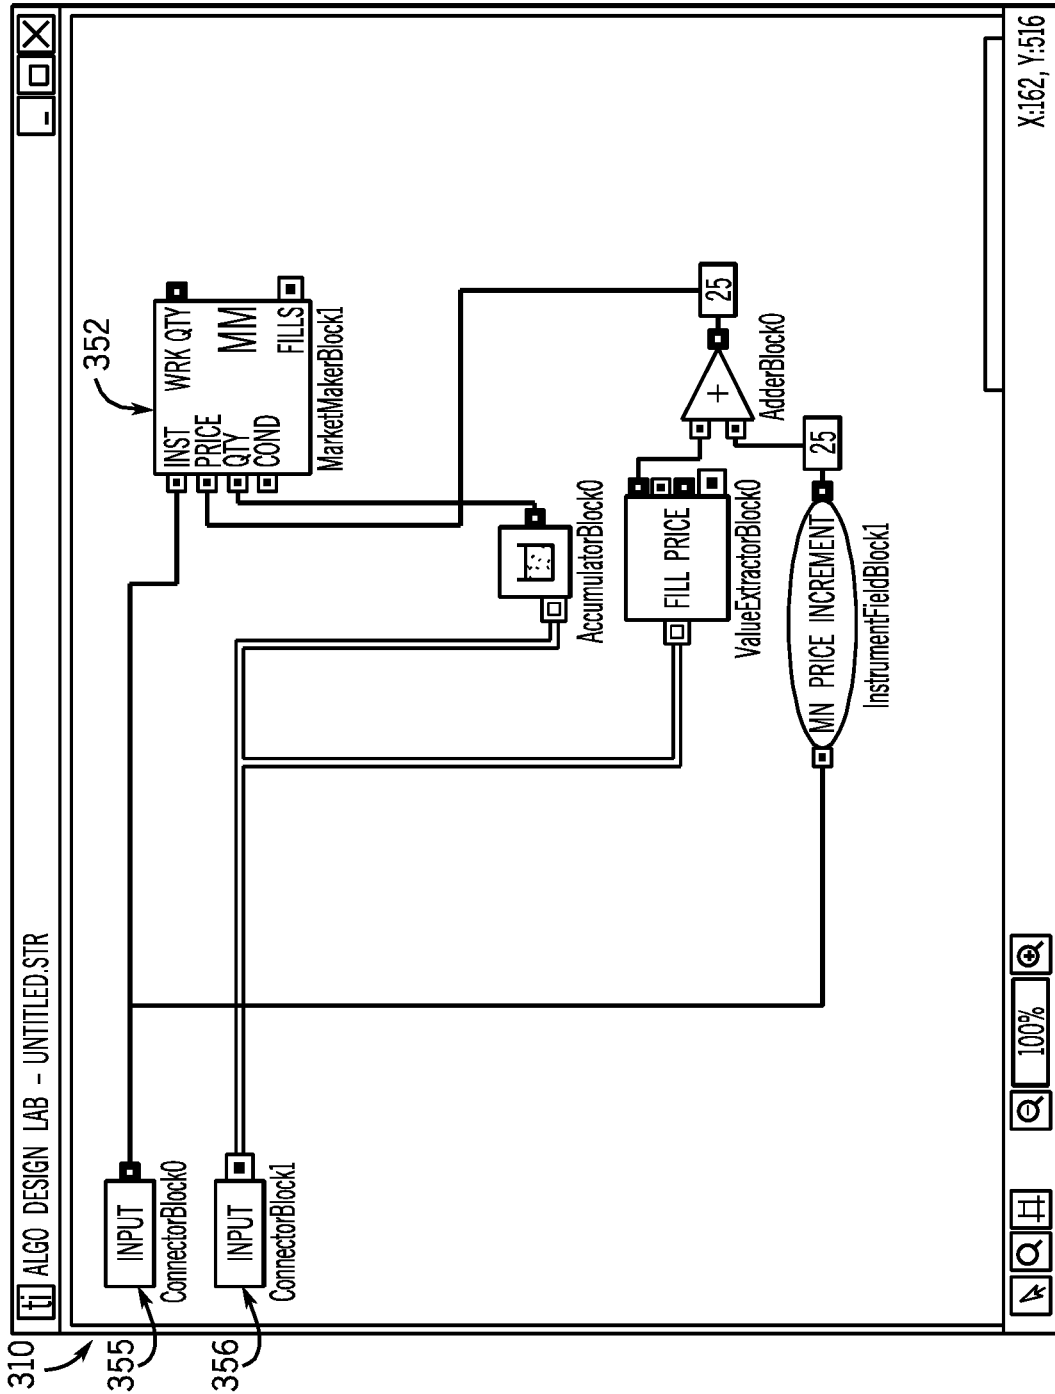 310
ti ALGO DESIGN LAB - UNTITLED.STR
355
INPUT
ConnectorBlock0
356
INPUT
ConnectorBlock1
352
INST WRK QTY
PRICE
QTY MM
COND FILLS
MarketMakerBlock1
AccumulatorBlock0
FILL PRICE
ValueExtractorBlock0
+
AdderBlock0
25
MN PRICE INCREMENT
InstrumentFieldBlock1
25
100%
X:162, Y:516